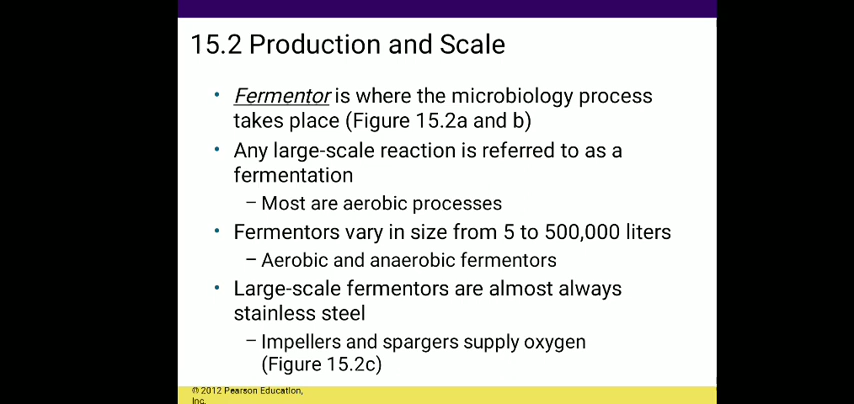 15.2 Production and Scale
• Fermentor is where the microbiology process
takes place (Figure 15.2a and b)
• Any large-scale reaction is referred to as a
fermentation
– Most are aerobic processes
• Fermentors vary in size from 5 to 500,000 liters
– Aerobic and anaerobic fermentors
• Large-scale fermentors are almost always
stainless steel
– Impellers and spargers supply oxygen
(Figure 15.2c)
© 2012 Pearson Education,
Inc.